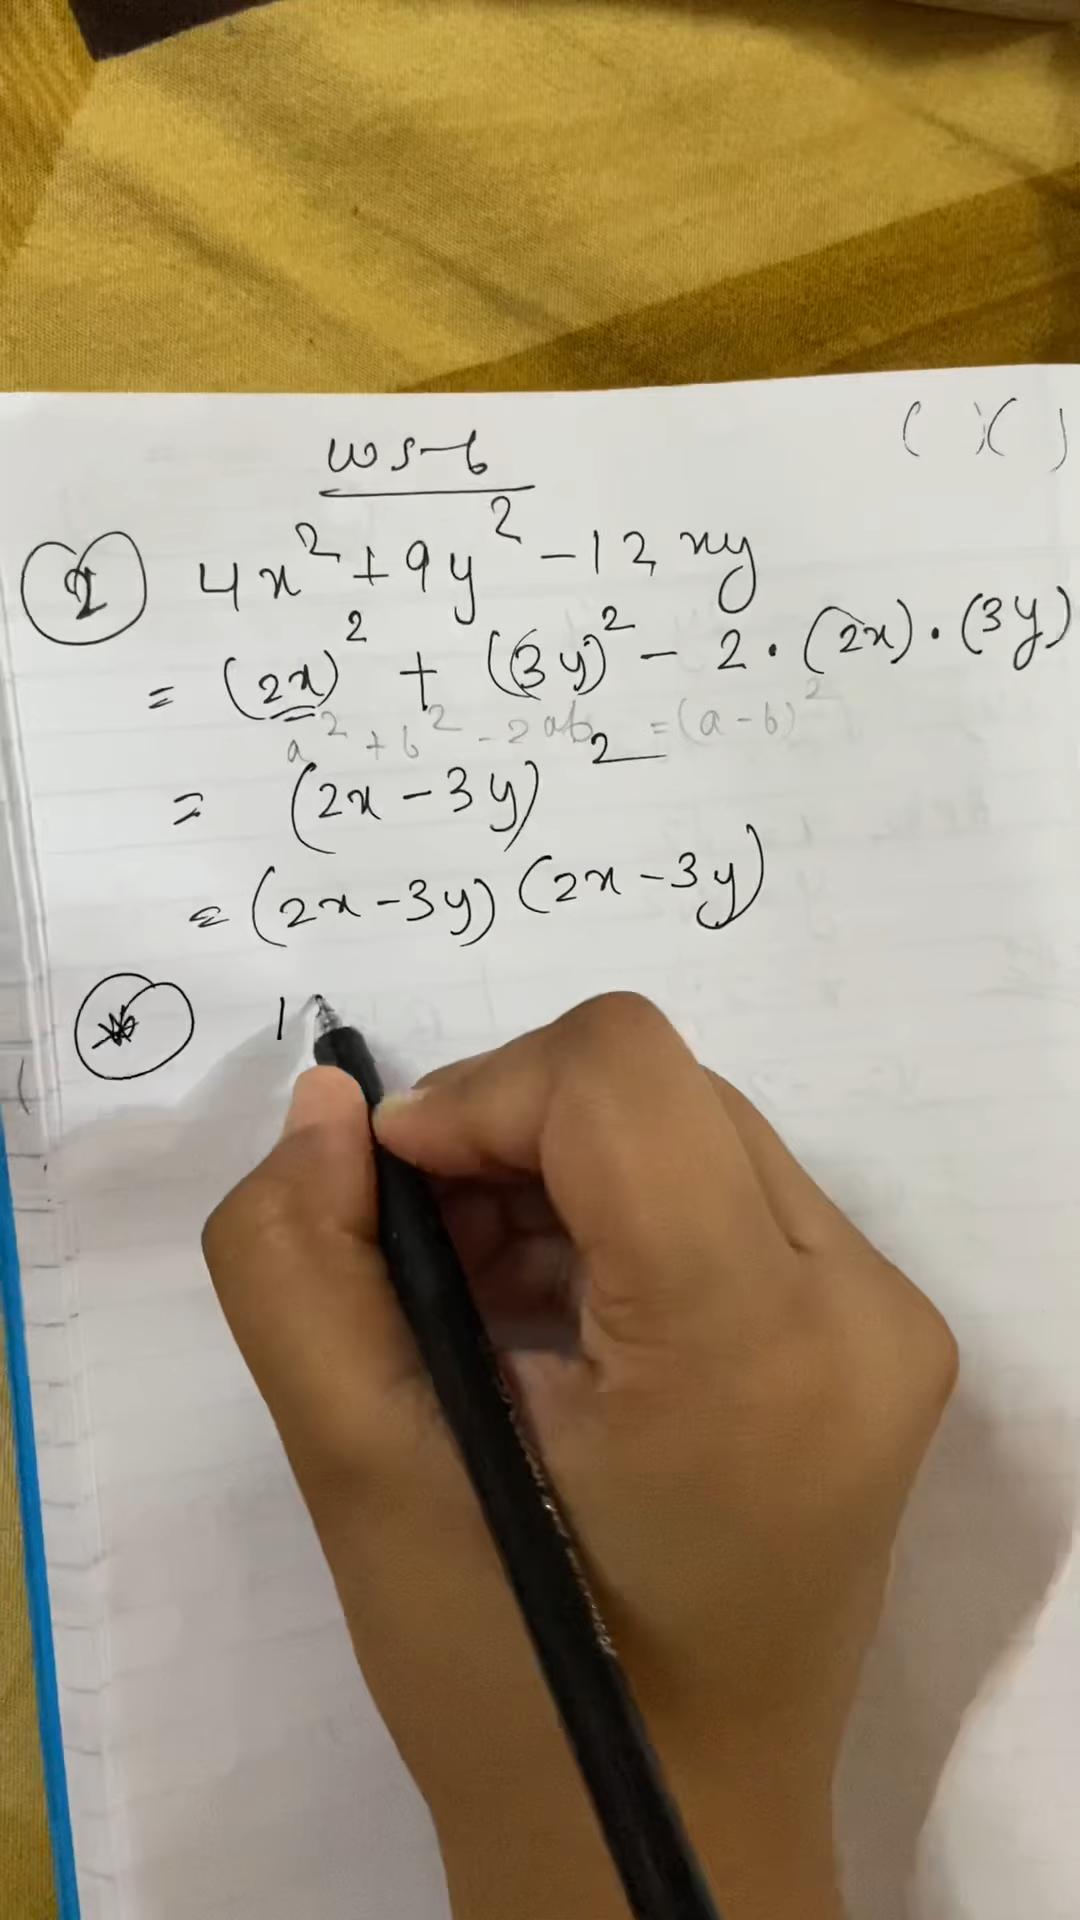 ws-6
( )( )
1 4x² + 9y² - 12xy
= (2x)² + (3y)² - 2 · (2x) · (3y)
a² + b² - 2ab = (a - b)²
= (2x - 3y)²
= (2x - 3y) (2x - 3y)
1